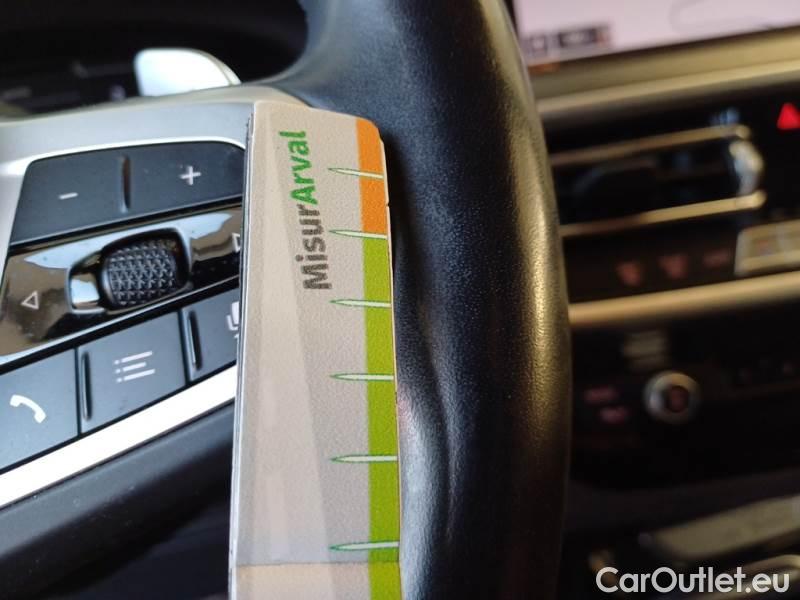 MisurArval
− +
CarOutlet.eu